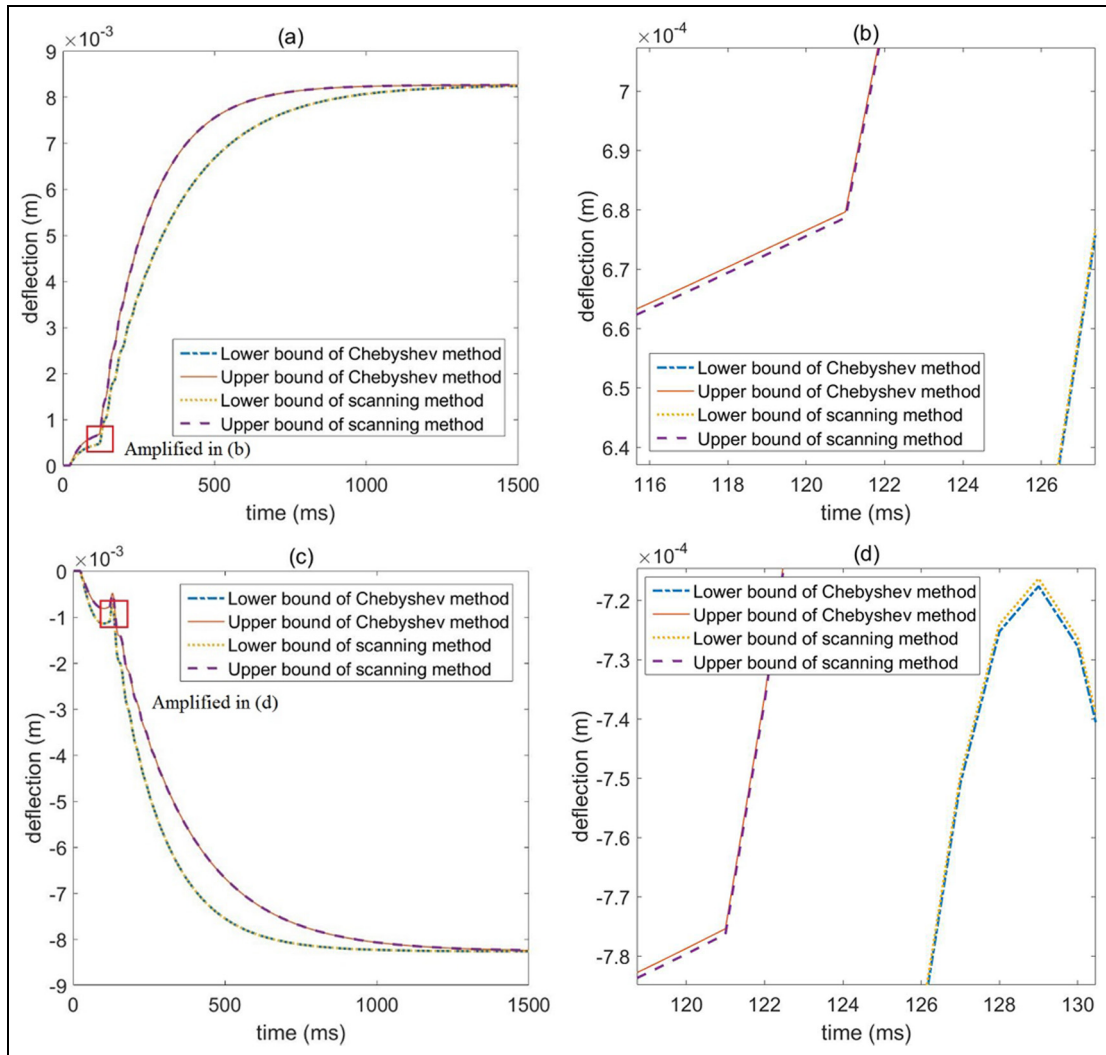 (a)
×10-3
9
8
7
6
5
4
3
2
1
0
deflection (m)
Lower bound of Chebyshev method
Upper bound of Chebyshev method
Lower bound of scanning method
Upper bound of scanning method
Amplified in (b)
0 500 1000 1500
time (ms)
(b)
×10-4
7
6.9
6.8
6.7
6.6
6.5
6.4
deflection (m)
Lower bound of Chebyshev method
Upper bound of Chebyshev method
Lower bound of scanning method
Upper bound of scanning method
116 118 120 122 124 126
time (ms)
(c)
×10-3
0
-1
-2
-3
-4
-5
-6
-7
-8
-9
deflection (m)
Lower bound of Chebyshev method
Upper bound of Chebyshev method
Lower bound of scanning method
Upper bound of scanning method
Amplified in (d)
0 500 1000 1500
time (ms)
(d)
×10-4
-7.2
-7.3
-7.4
-7.5
-7.6
-7.7
-7.8
deflection (m)
Lower bound of Chebyshev method
Upper bound of Chebyshev method
Lower bound of scanning method
Upper bound of scanning method
120 122 124 126 128 130
time (ms)